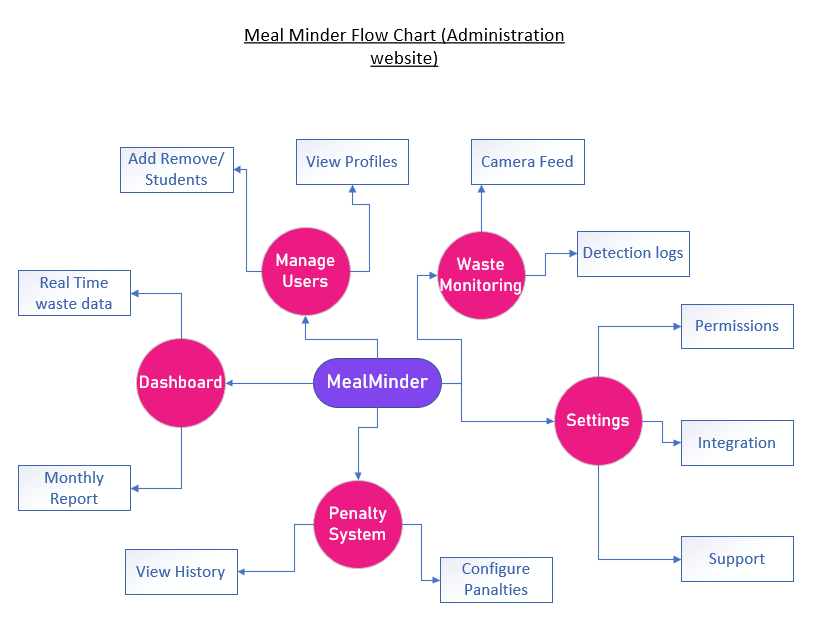 Meal Minder Flow Chart (Administration
website)
Add Remove/
Students
View Profiles
Camera Feed
Manage
Users
Waste
Monitoring
Detection logs
Real Time
waste data
Permissions
Dashboard
MealMinder
Settings
Integration
Monthly
Report
Penalty
System
View History
Configure
Panalties
Support